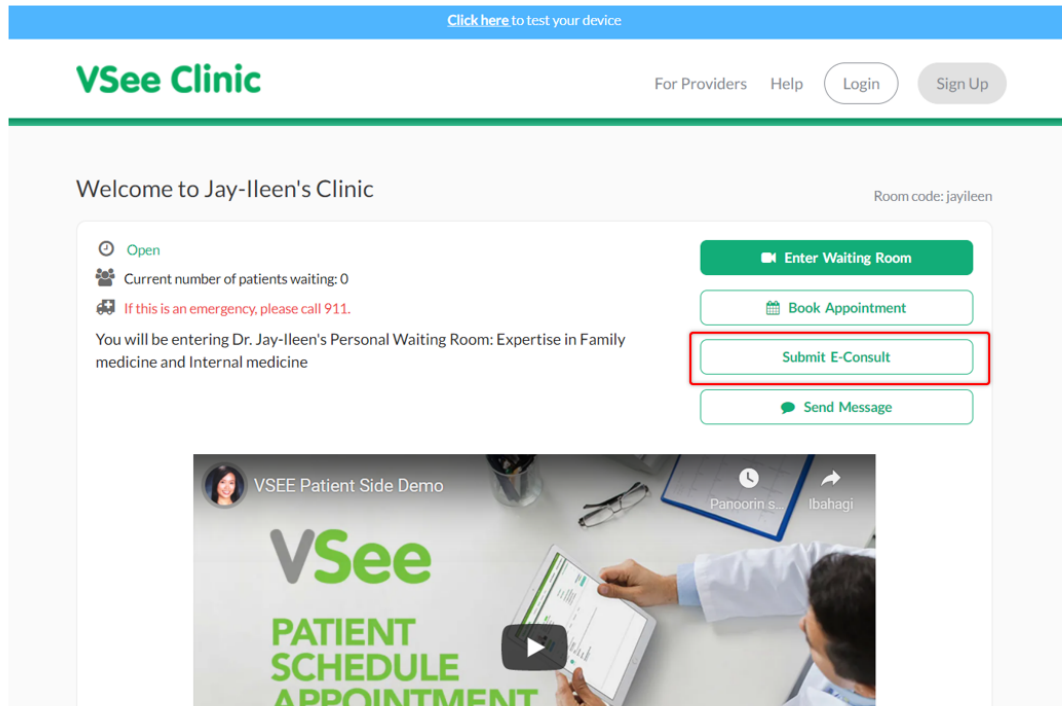 Click here to test your device
VSee Clinic
For Providers Help Login Sign Up
Welcome to Jay-Ileen's Clinic
Room code: jayileen
Open
Current number of patients waiting: 0
If this is an emergency, please call 911.
You will be entering Dr. Jay-Ileen's Personal Waiting Room: Expertise in Family
medicine and Internal medicine
Enter Waiting Room
Book Appointment
Submit E-Consult
Send Message
VSEE Patient Side Demo
Panoorin s...
Ibahagi
VSee
PATIENT
SCHEDULE
APPOINTMENT